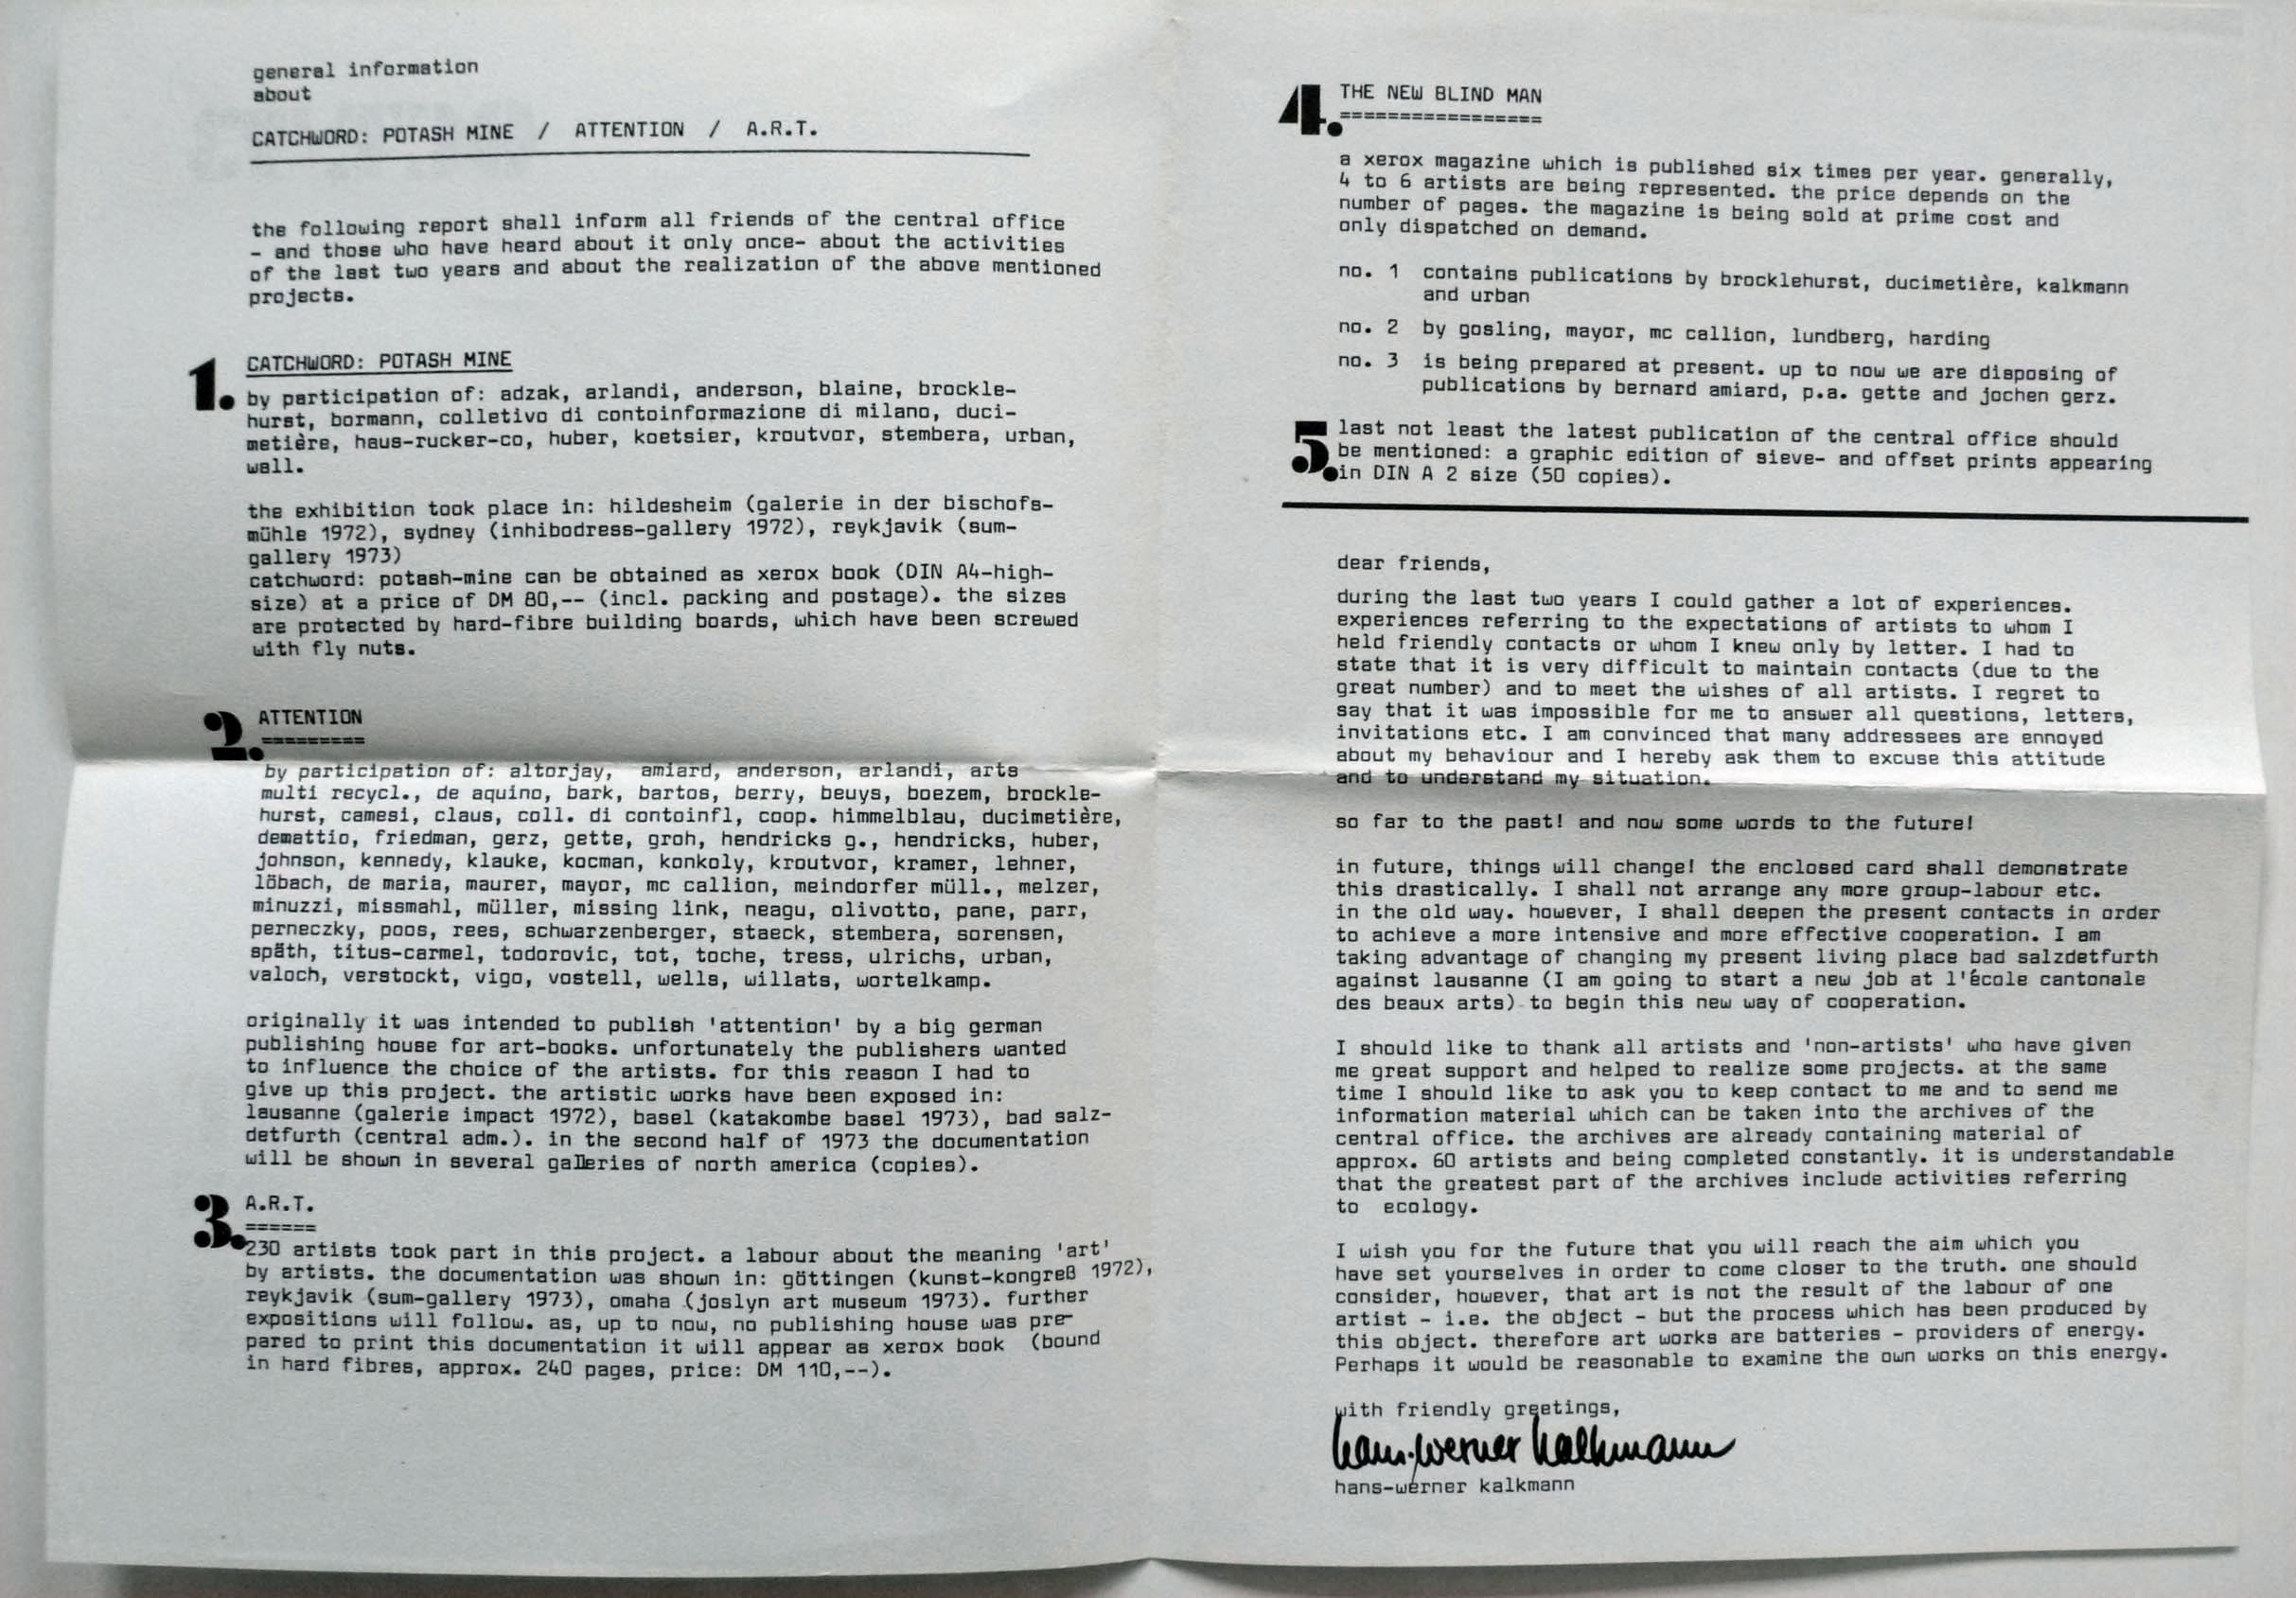 general information
about
CATCHWORD: POTASH MINE / ATTENTION / A.R.T.
the following report shall inform all friends of the central office
- and those who have heard about it only once- about the activities
of the last two years and about the realization of the above mentioned
projects.
1. CATCHWORD: POTASH MINE
by participation of: adzak, arlandi, anderson, blaine, brockle-
hurst, bormann, colletivo di contoinformazione di milano, duci-
metière, haus-rucker-co, huber, koetsier, kroutvor, stembera, urban,
wall.
the exhibition took place in: hildesheim (galerie in der bischofs-
mühle 1972), sydney (inhibodress-gallery 1972), reykjavik (sum-
gallery 1973)
catchword: potash-mine can be obtained as xerox book (DIN A4-high-
size) at a price of DM 80,-- (incl. packing and postage). the sizes
are protected by hard-fibre building boards, which have been screwed
with fly nuts.
2. ATTENTION
=========
by participation of: altorjay, amiard, anderson, arlandi, arts
multi recycl., de aquino, bark, bartos, berry, beuys, boezem, brockle-
hurst, camesi, claus, coll. di contoinfl, coop. himmelblau, ducimetière,
demattio, friedman, gerz, gette, groh, hendricks g., hendricks, huber,
johnson, kennedy, klauke, kocman, konkoly, kroutvor, kramer, lehner,
löbach, de maria, maurer, mayor, mc callion, meindorfer müll., melzer,
minuzzi, missmahl, müller, missing link, neagu, olivotto, pane, parr,
perneczky, poos, rees, schwarzenberger, staeck, stembera, sorensen,
späth, titus-carmel, todorovic, tot, toche, tress, ulrichs, urban,
valoch, verstockt, vigo, vostell, wells, willats, wortelkamp.
originally it was intended to publish 'attention' by a big german
publishing house for art-books. unfortunately the publishers wanted
to influence the choice of the artists. for this reason I had to
give up this project. the artistic works have been exposed in:
lausanne (galerie impact 1972), basel (katakombe basel 1973), bad salz-
detfurth (central adm.). in the second half of 1973 the documentation
will be shown in several galleries of north america (copies).
3. A.R.T.
======
230 artists took part in this project. a labour about the meaning 'art'
by artists. the documentation was shown in: göttingen (kunst-kongreß 1972),
reykjavik (sum-gallery 1973), omaha (joslyn art museum 1973). further
expositions will follow. as, up to now, no publishing house was pre-
pared to print this documentation it will appear as xerox book (bound
in hard fibres, approx. 240 pages, price: DM 110,--).
4. THE NEW BLIND MAN
=================
a xerox magazine which is published six times per year. generally,
4 to 6 artists are being represented. the price depends on the
number of pages. the magazine is being sold at prime cost and
only dispatched on demand.
no. 1 contains publications by brocklehurst, ducimetière, kalkmann
and urban
no. 2 by gosling, mayor, mc callion, lundberg, harding
no. 3 is being prepared at present. up to now we are disposing of
publications by bernard amiard, p.a. gette and jochen gerz.
5. last not least the latest publication of the central office should
be mentioned: a graphic edition of sieve- and offset prints appearing
in DIN A 2 size (50 copies).
dear friends,
during the last two years I could gather a lot of experiences.
experiences referring to the expectations of artists to whom I
held friendly contacts or whom I knew only by letter. I had to
state that it is very difficult to maintain contacts (due to the
great number) and to meet the wishes of all artists. I regret to
say that it was impossible for me to answer all questions, letters,
invitations etc. I am convinced that many addressees are ennoyed
about my behaviour and I hereby ask them to excuse this attitude
and to understand my situation.
so far to the past! and now some words to the future!
in future, things will change! the enclosed card shall demonstrate
this drastically. I shall not arrange any more group-labour etc.
in the old way. however, I shall deepen the present contacts in order
to achieve a more intensive and more effective cooperation. I am
taking advantage of changing my present living place bad salzdetfurth
against lausanne (I am going to start a new job at l'école cantonale
des beaux arts) to begin this new way of cooperation.
I should like to thank all artists and 'non-artists' who have given
me great support and helped to realize some projects. at the same
time I should like to ask you to keep contact to me and to send me
information material which can be taken into the archives of the
central office. the archives are already containing material of
approx. 60 artists and being completed constantly. it is understandable
that the greatest part of the archives include activities referring
to ecology.
I wish you for the future that you will reach the aim which you
have set yourselves in order to come closer to the truth. one should
consider, however, that art is not the result of the labour of one
artist - i.e. the object - but the process which has been produced by
this object. therefore art works are batteries - providers of energy.
Perhaps it would be reasonable to examine the own works on this energy.
with friendly greetings,
hans-werner kalkmann
hans-werner kalkmann